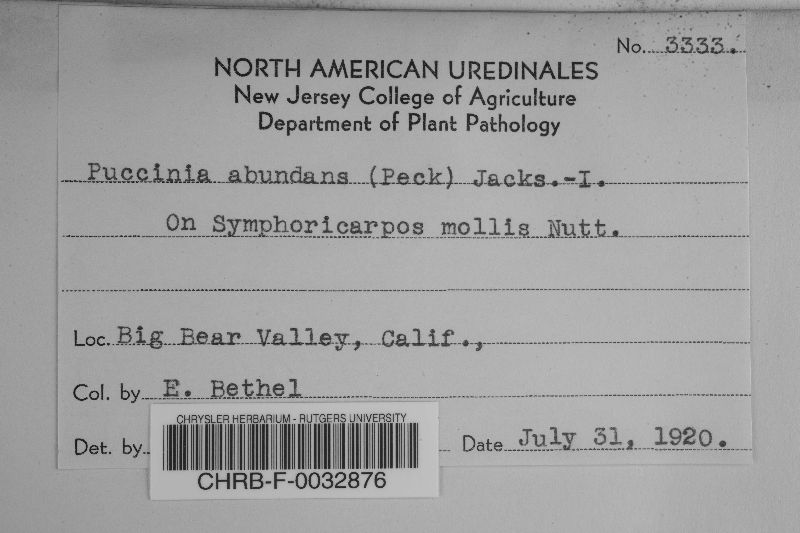 No. 3333.
NORTH AMERICAN UREDINALES
New Jersey College of Agriculture
Department of Plant Pathology
Puccinia abundans (Peck) Jacks.-I.
On Symphoricarpos mollis Nutt.
Loc. Big Bear Valley, Calif.,
Col. by E. Bethel
Det. by Date July 31, 1920.
CHRYSLER HERBARIUM - RUTGERS UNIVERSITY
CHRB-F-0032876